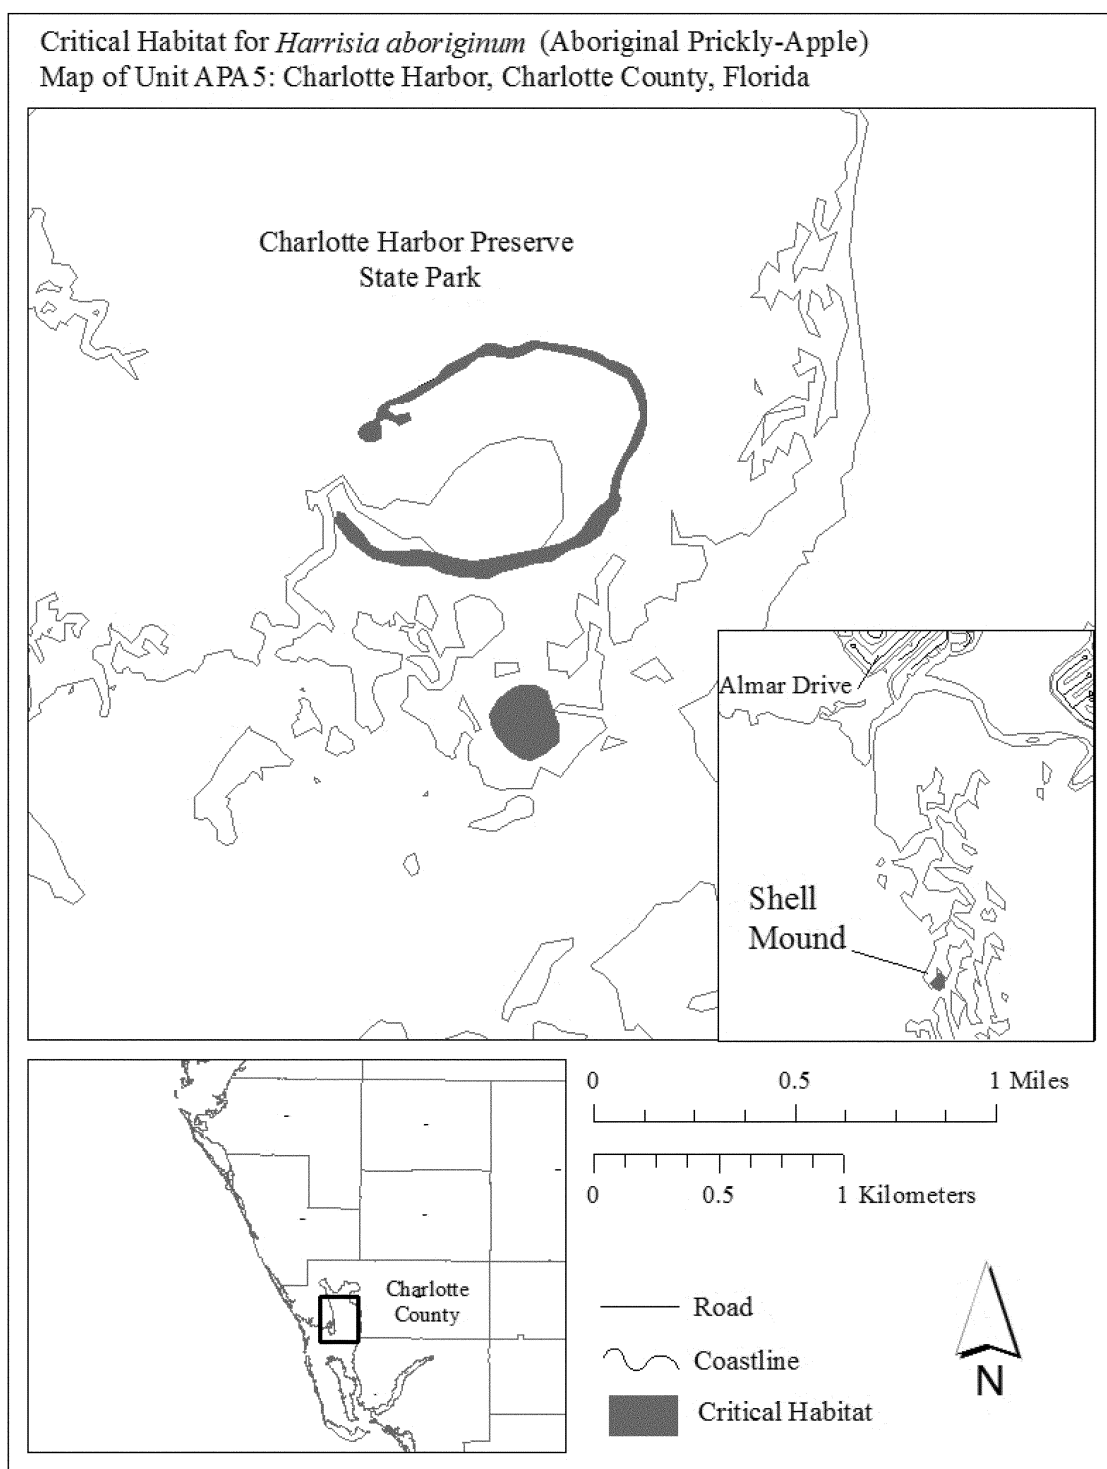 Critical Habitat for Harrisia aboriginum (Aboriginal Prickly-Apple)
Map of Unit APA5: Charlotte Harbor, Charlotte County, Florida
Charlotte Harbor Preserve
State Park
Almar Drive
Shell
Mound
0 0.5 1 Miles
0 0.5 1 Kilometers
Charlotte
County
Road
Coastline
Critical Habitat
N